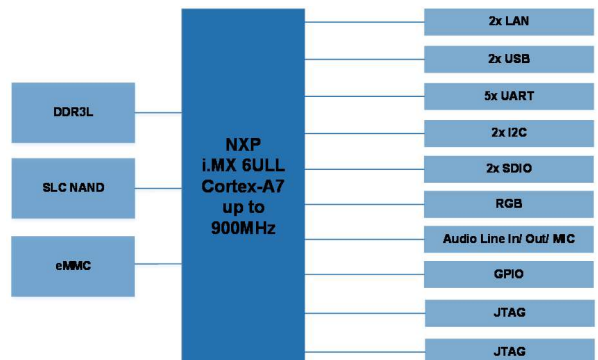 DDR3L
SLC NAND
eMMC
NXP
i.MX 6ULL
Cortex-A7
up to
900MHz
2x LAN
2x USB
5x UART
2x I2C
2x SDIO
RGB
Audio Line In/ Out/ MIC
GPIO
JTAG
JTAG